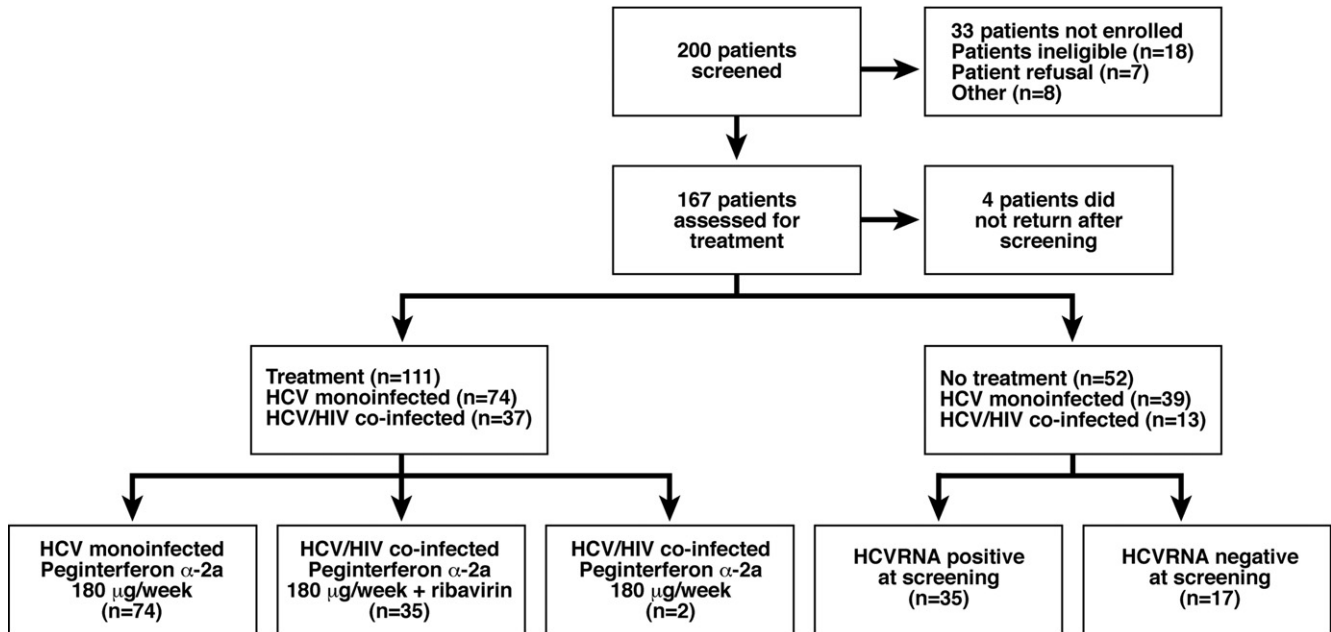 200 patients
screened
33 patients not enrolled
Patients ineligible (n=18)
Patient refusal (n=7)
Other (n=8)
167 patients
assessed for
treatment
4 patients did
not return after
screening
Treatment (n=111)
HCV monoinfected (n=74)
HCV/HIV co-infected (n=37)
No treatment (n=52)
HCV monoinfected (n=39)
HCV/HIV co-infected (n=13)
HCV monoinfected
Peginterferon α-2a
180 μg/week
(n=74)
HCV/HIV co-infected
Peginterferon α-2a
180 μg/week + ribavirin
(n=35)
HCV/HIV co-infected
Peginterferon α-2a
180 μg/week
(n=2)
HCVRNA positive
at screening
(n=35)
HCVRNA negative
at screening
(n=17)